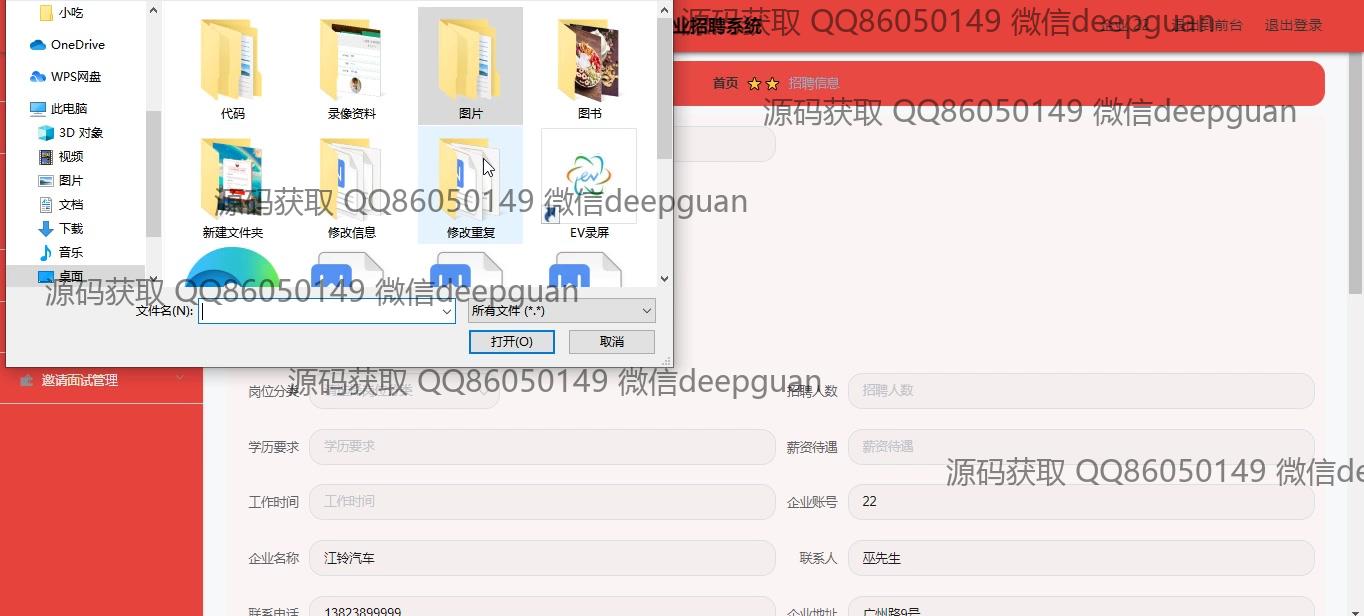 小吃
OneDrive
WPS网盘
此电脑
3D 对象
视频
图片
文档
下载
音乐
桌面
代码
录像资料
图片
图书
新建文件夹
修改信息
修改重复
EV录屏
文件名(N):
所有文件 (*.*)
打开(O)
取消
业招聘系统
退出登录
首页
招聘信息
源码获取 QQ86050149 微信deepguan
源码获取 QQ86050149 微信deepguan
源码获取 QQ86050149 微信deepguan
源码获取 QQ86050149 微信deepguan
源码获取 QQ86050149 微信deepguan
源码获取 QQ86050149 微信de
邀请面试管理
岗位分类
招聘人数
招聘人数
学历要求
学历要求
薪资待遇
薪资待遇
工作时间
工作时间
企业账号
22
企业名称
江铃汽车
联系人
巫先生
联系电话
13823899999
企业地址
广州路9号